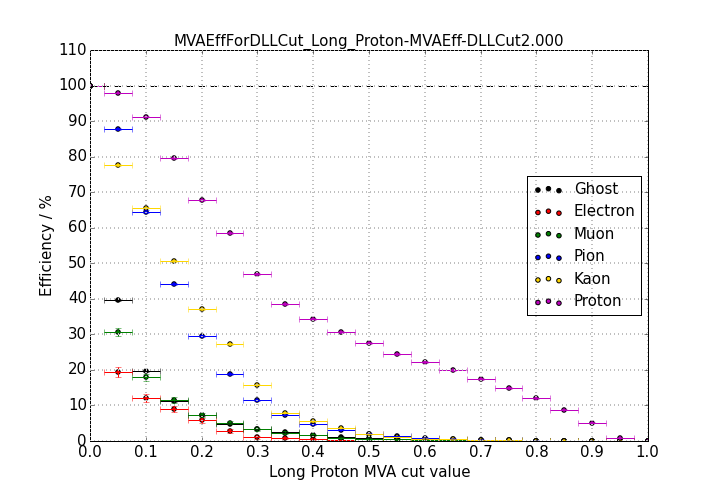 MVAEffForDLLCut_Long_Proton-MVAEff-DLLCut2.000
110
100
90
80
70
60
50
40
30
20
10
0
Efficiency / %
Ghost
Electron
Muon
Pion
Kaon
Proton
0.0 0.1 0.2 0.3 0.4 0.5 0.6 0.7 0.8 0.9 1.0
Long Proton MVA cut value